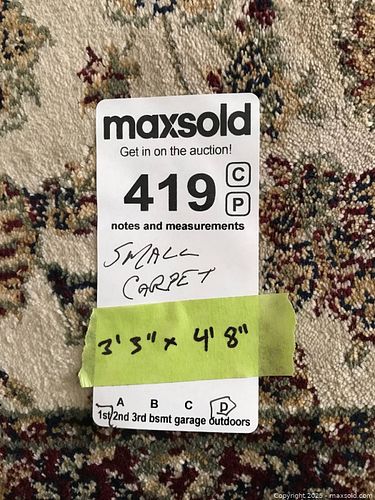 maxsold
Get in on the auction!
419 C
P
notes and measurements
SMALL
CARPET
3' 3" x 4' 8"
A B C D
1st 2nd 3rd bsmt garage outdoors
Copyright 2025 - maxsold.com